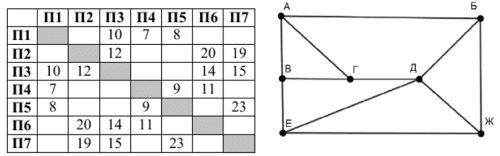 П1 П2 П3 П4 П5 П6 П7
П1 10 7 8
П2 12 20 19
П3 10 12 14 15
П4 7 9 11
П5 8 9 23
П6 20 14 11
П7 19 15 23
А Б
В Г Д
Е Ж